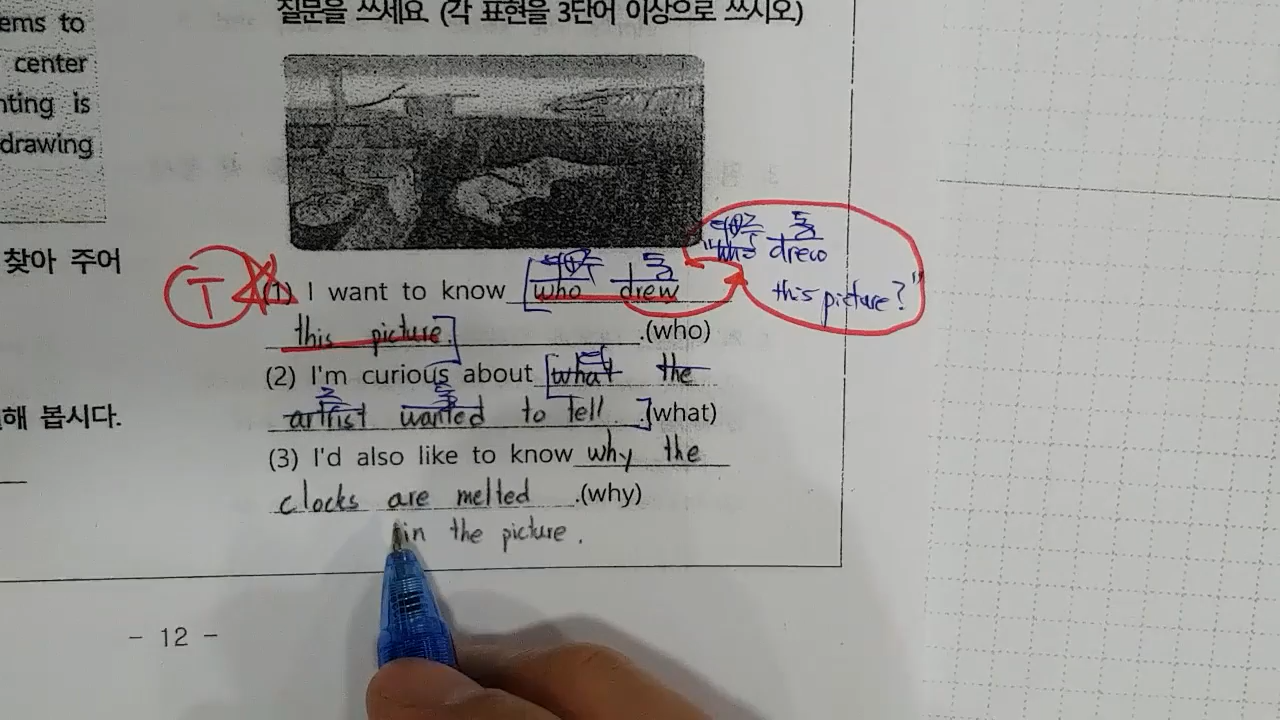 ems to
center
nting is
drawing
찾아 주어
해 봅시다.
질문을 쓰세요. (각 표현을 3단어 이상으로 쓰시오)
T (1) I want to know who drew
this picture. .(who)
"who drew
this picture?"
(2) I'm curious about what the
artist wanted to tell .(what)
(3) I'd also like to know why the
clocks are melted .(why)
in the picture.
- 12 -